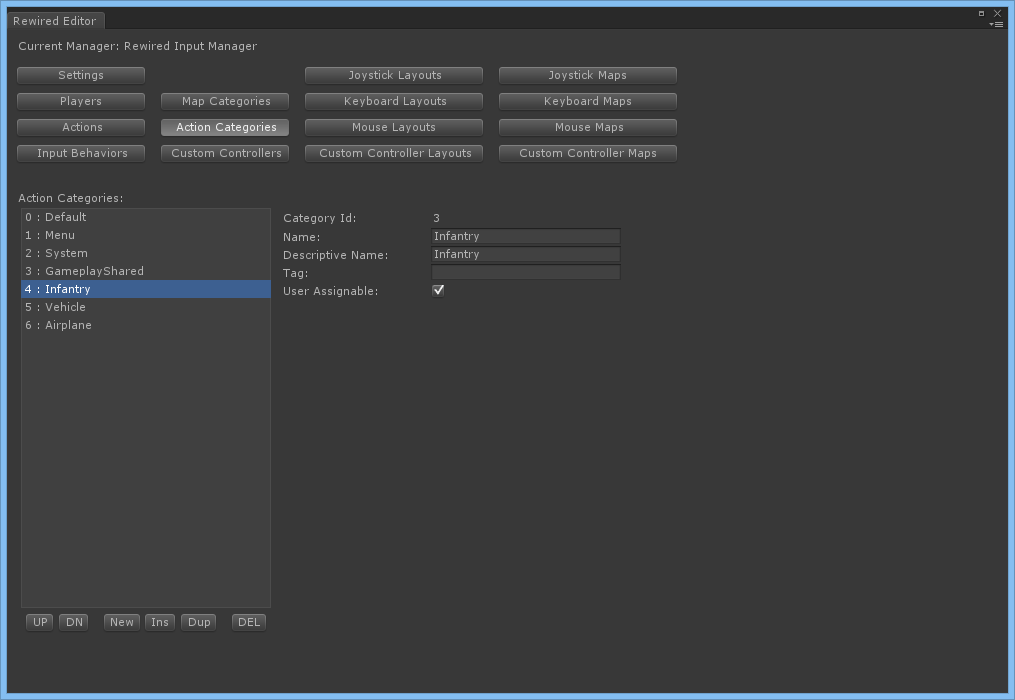 Rewired Editor
Current Manager: Rewired Input Manager
Settings Joystick Layouts Joystick Maps
Players Map Categories Keyboard Layouts Keyboard Maps
Actions Action Categories Mouse Layouts Mouse Maps
Input Behaviors Custom Controllers Custom Controller Layouts Custom Controller Maps
Action Categories:
0 : Default
1 : Menu
2 : System
3 : GameplayShared
4 : Infantry
5 : Vehicle
6 : Airplane
Category Id: 3
Name: Infantry
Descriptive Name: Infantry
Tag:
User Assignable:
UP DN New Ins Dup DEL